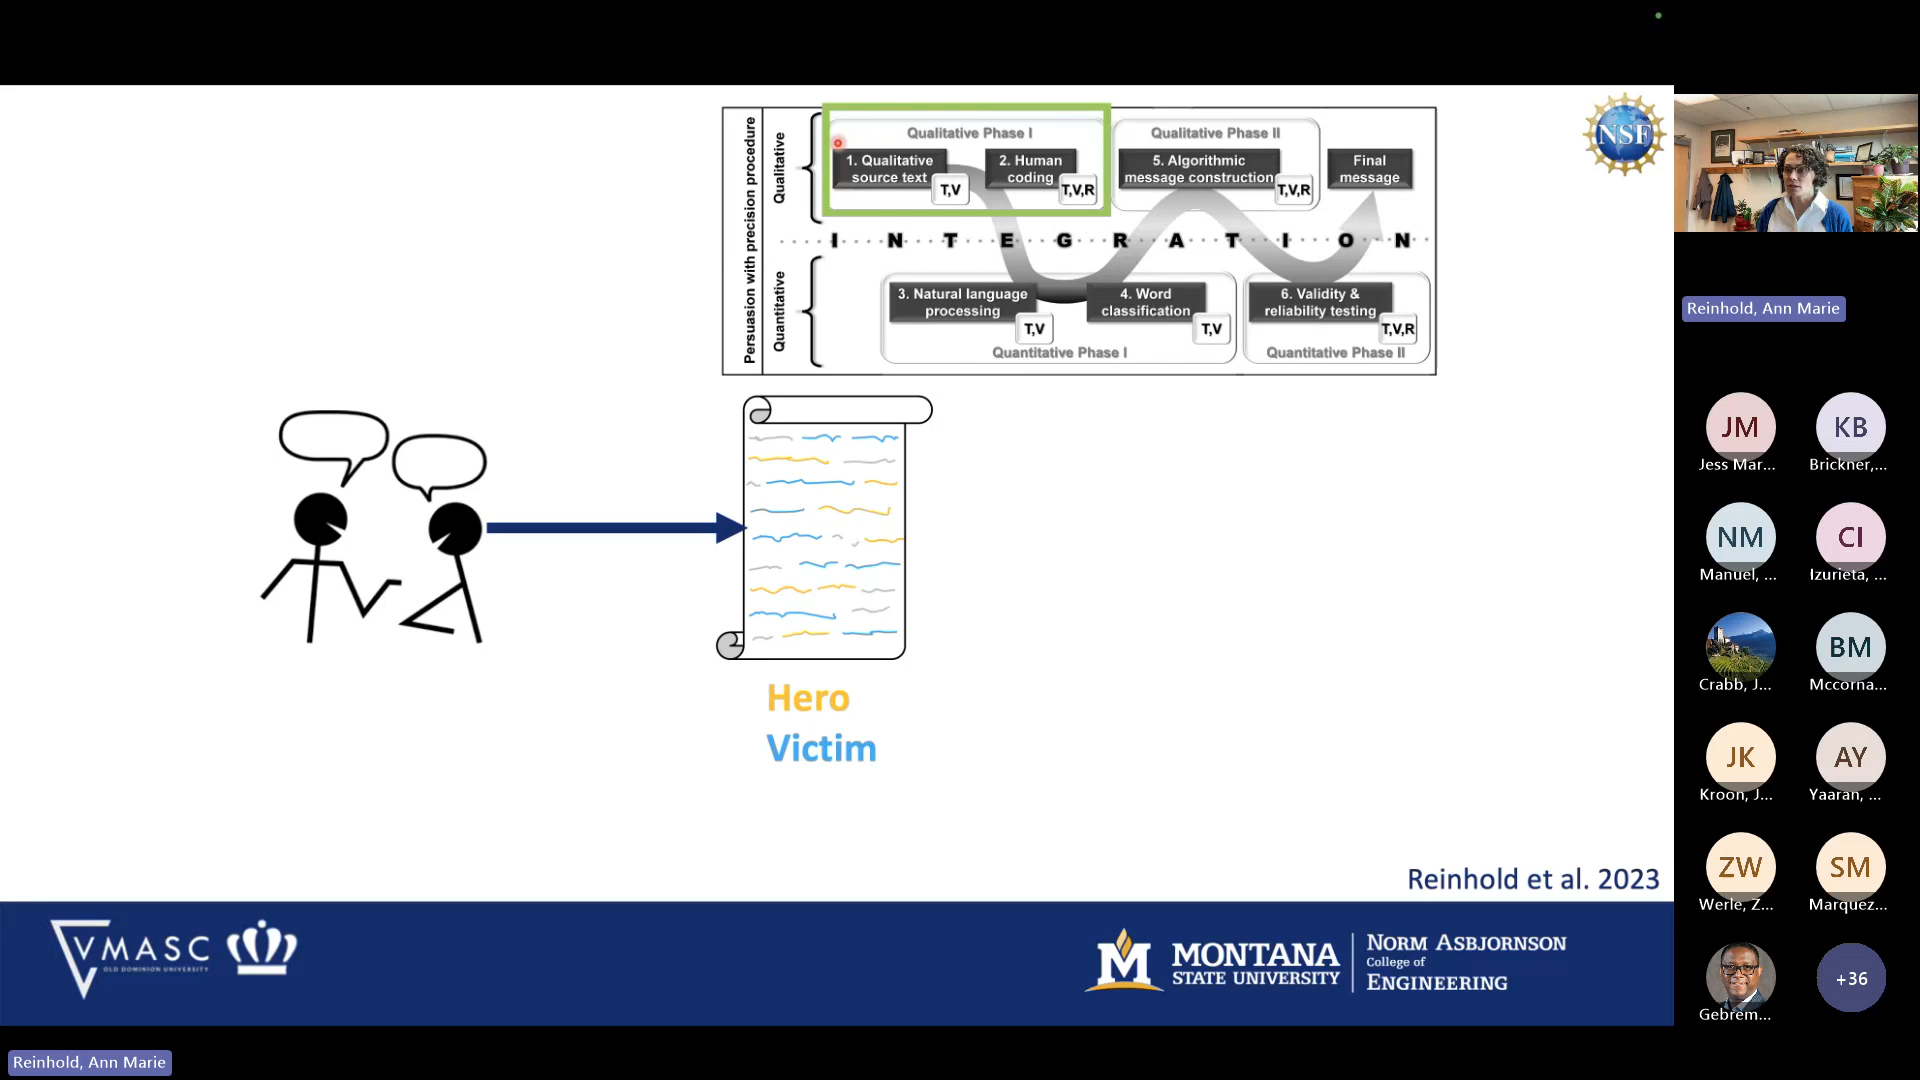 Persuasion with precision procedure
Qualitative
Quantitative
Qualitative Phase I
1. Qualitative
source text
T,V
2. Human
coding
T,V,R
Qualitative Phase II
5. Algorithmic
message construction
T,V,R
Final
message
I N T E G R A T I O N
3. Natural language
processing
T,V
4. Word
classification
T,V
Quantitative Phase I
6. Validity &
reliability testing
T,V,R
Quantitative Phase II
NSF
Hero
Victim
Reinhold et al. 2023
VMASC
OLD DOMINION UNIVERSITY
M
MONTANA
STATE UNIVERSITY
NORM ASBJORNSON
College of
ENGINEERING
Reinhold, Ann Marie
Reinhold, Ann Marie
JM
Jess Mar...
KB
Brickner,...
NM
Manuel, ...
CI
Izurieta, ...
Crabb, J...
BM
Mccorna...
JK
Kroon, J...
AY
Yaaran, ...
ZW
Werle, Z...
SM
Marquez...
Gebrem...
+36